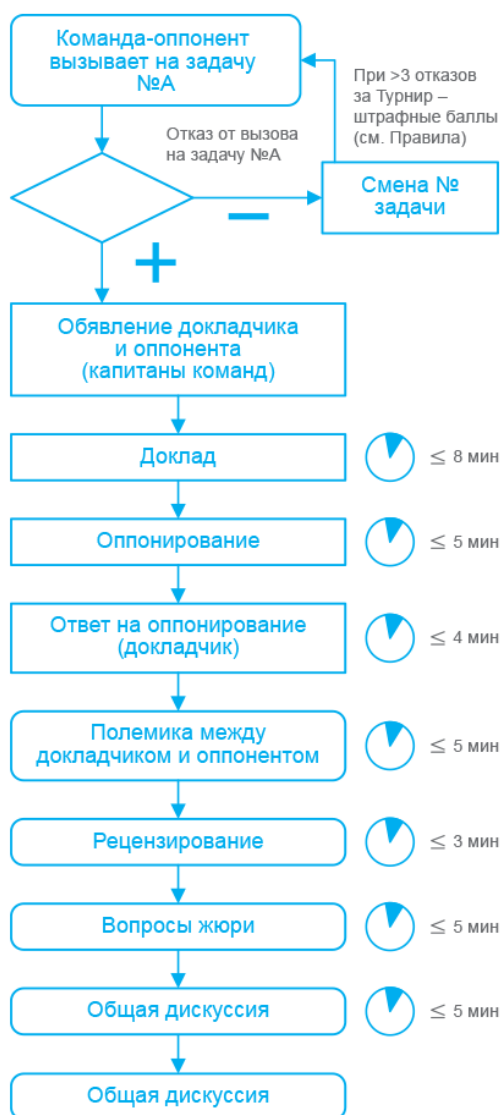 Команда-оппонент
вызывает на задачу
№А
При >3 отказов
за Турнир –
штрафные баллы
(см. Правила)
Отказ от вызова
на задачу №А
Смена №
задачи
Обявление докладчика
и оппонента
(капитаны команд)
Доклад
≤ 8 мин
Оппонирование
≤ 5 мин
Ответ на оппонирование
(докладчик)
≤ 4 мин
Полемика между
докладчиком и оппонентом
≤ 5 мин
Рецензирование
≤ 3 мин
Вопросы жюри
≤ 5 мин
Общая дискуссия
≤ 5 мин
Общая дискуссия